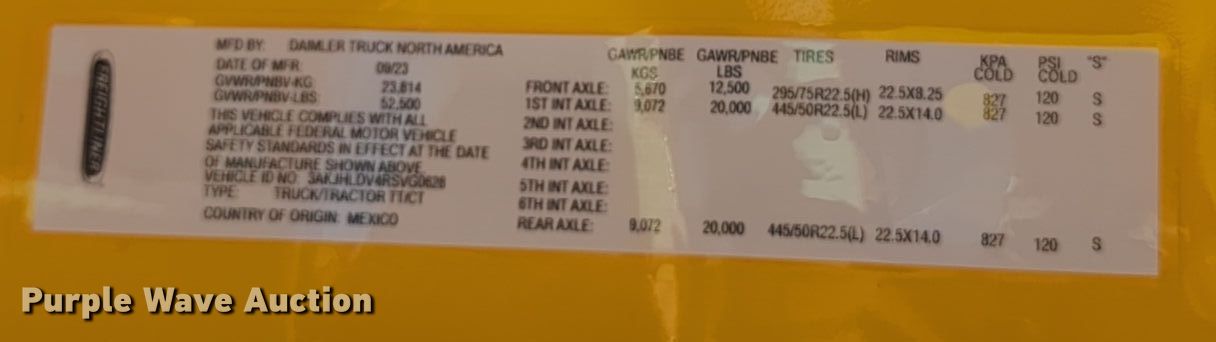 FREIGHTLINER
MFD BY: DAIMLER TRUCK NORTH AMERICA
DATE OF MFR: 09/23
GVWR/PNBV-KG 23,814
GVWR/PNBV-LBS 52,500
THIS VEHICLE COMPLIES WITH ALL
APPLICABLE FEDERAL MOTOR VEHICLE
SAFETY STANDARDS IN EFFECT AT THE DATE
OF MANUFACTURE SHOWN ABOVE
VEHICLE ID NO: 3AKJHLDV4RSVG0626
TYPE: TRUCK/TRACTOR TT/CT
COUNTRY OF ORIGIN: MEXICO
GAWR/PNBE GAWR/PNBE TIRES RIMS KPA PSI "S"
KGS LBS COLD COLD
FRONT AXLE: 5,670 12,500 295/75R22.5(H) 22.5X8.25 827 120 S
1ST INT AXLE: 9,072 20,000 445/50R22.5(L) 22.5X14.0 827 120 S
2ND INT AXLE:
3RD INT AXLE:
4TH INT AXLE:
5TH INT AXLE:
6TH INT AXLE:
REAR AXLE: 9,072 20,000 445/50R22.5(L) 22.5X14.0 827 120 S
Purple Wave Auction